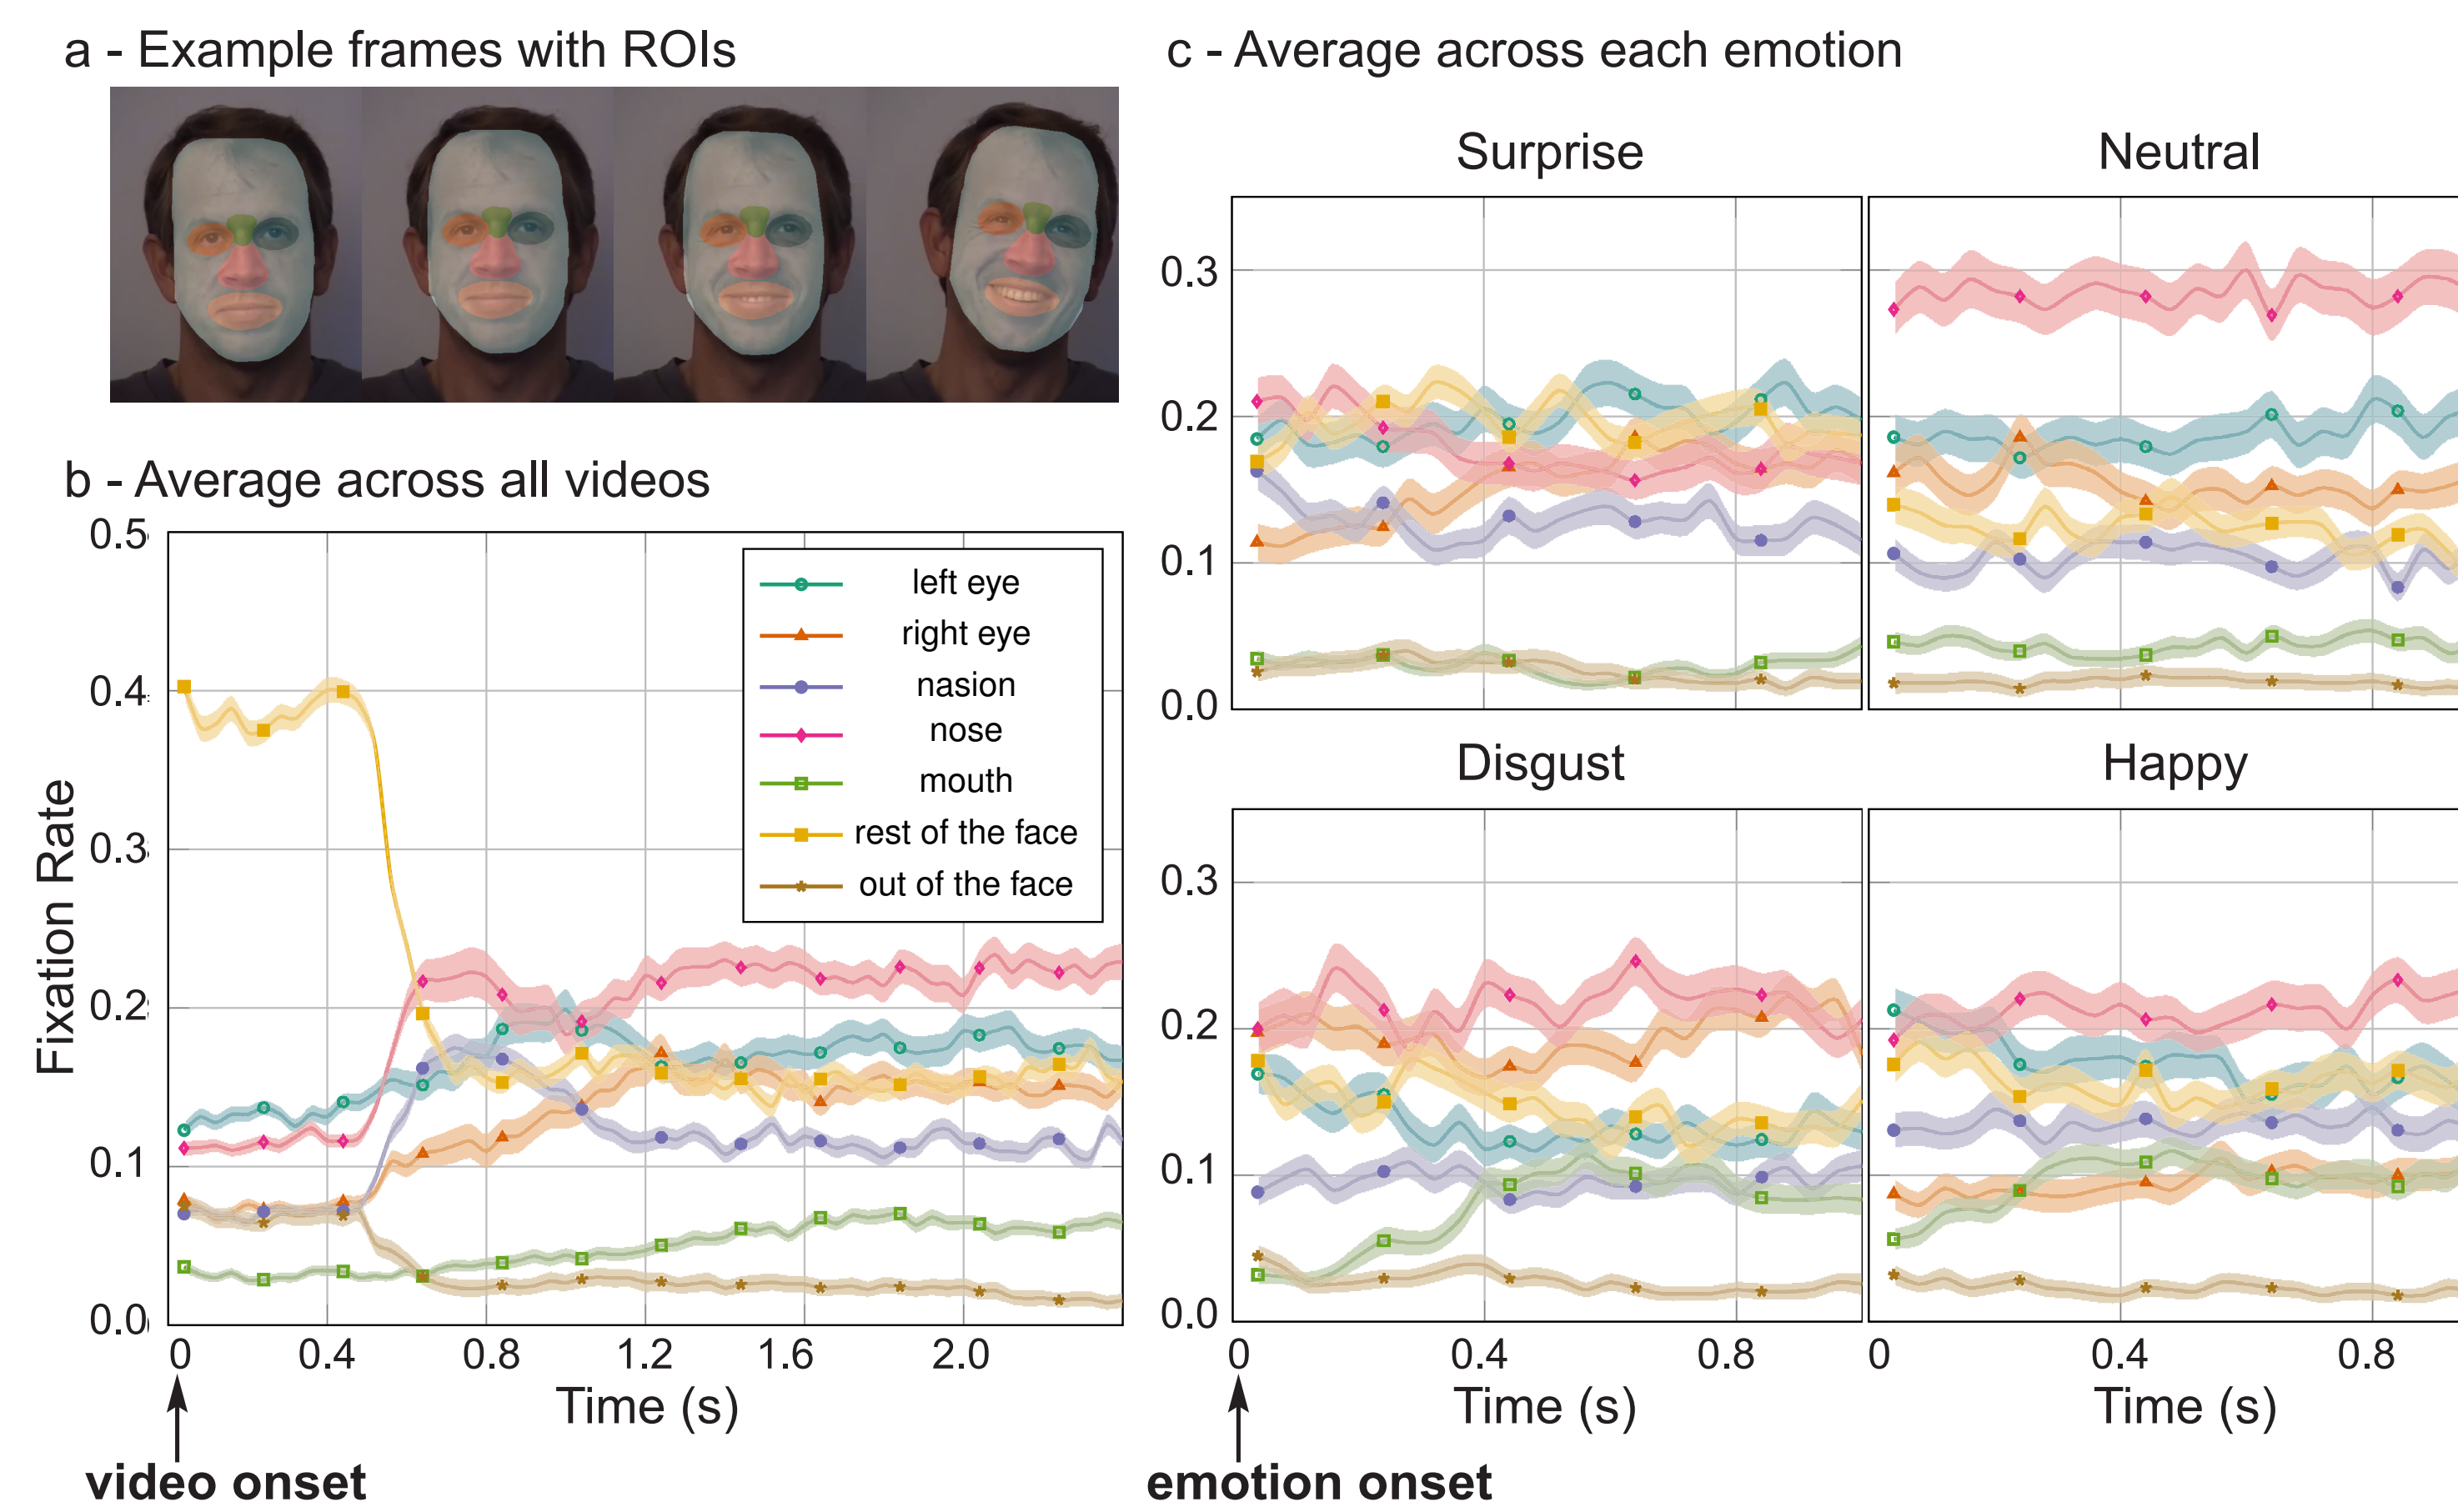 a - Example frames with ROIs
b - Average across all videos
0.5
0.4
0.3
0.2
0.1
0.0
Fixation Rate
left eye
right eye
nasion
nose
mouth
rest of the face
out of the face
0 0.4 0.8 1.2 1.6 2.0
Time (s)
video onset
c - Average across each emotion
Surprise Neutral
0.3
0.2
0.1
0.0
Disgust Happy
0.3
0.2
0.1
0.0
0 0.4 0.8 0 0.4 0.8
Time (s) Time (s)
emotion onset